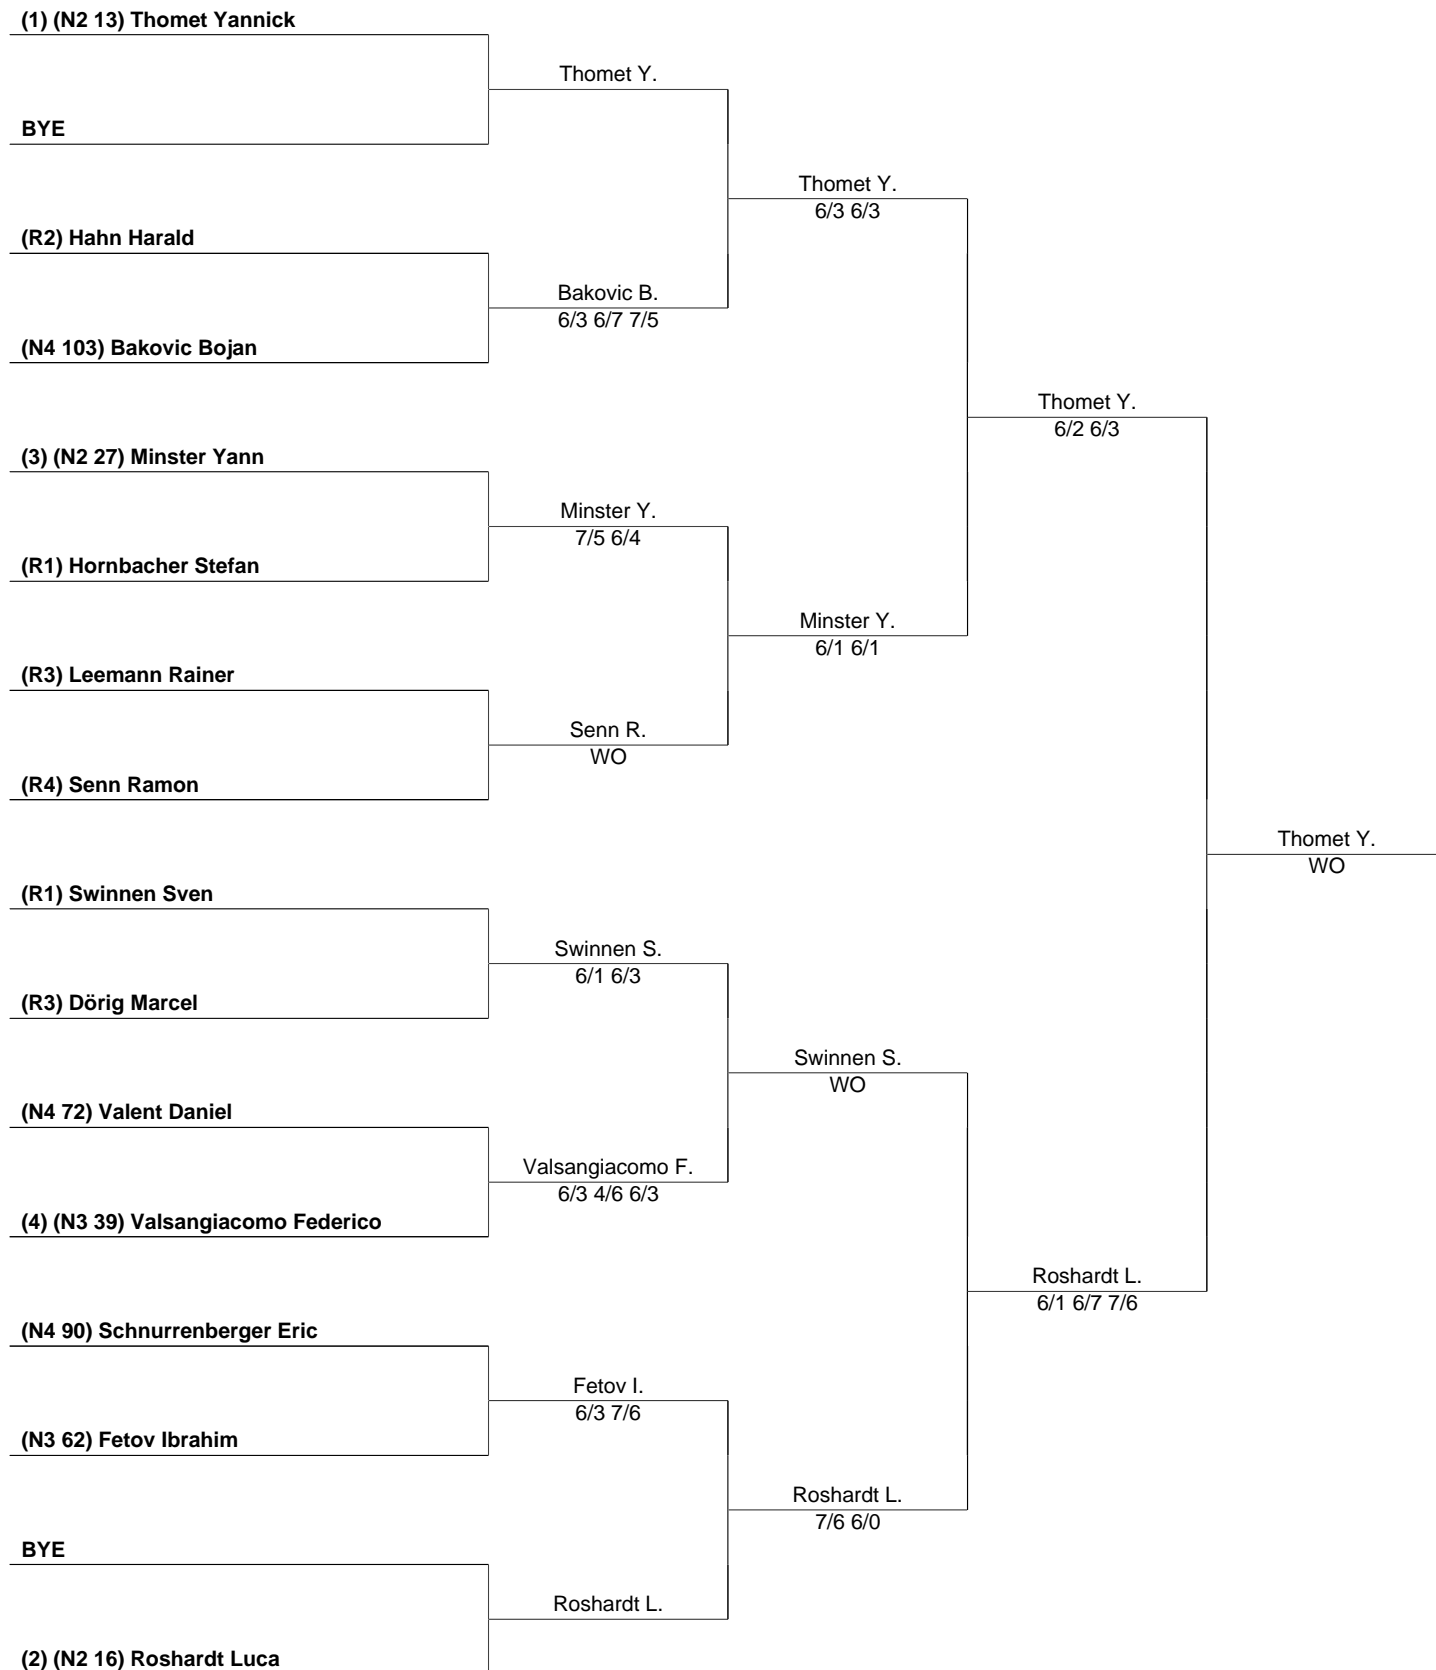 (1) (N2 13) Thomet Yannick
Thomet Y.
BYE
Thomet Y.
6/3 6/3
(R2) Hahn Harald
Bakovic B.
6/3 6/7 7/5
(N4 103) Bakovic Bojan
Thomet Y.
6/2 6/3
(3) (N2 27) Minster Yann
Minster Y.
7/5 6/4
(R1) Hornbacher Stefan
Minster Y.
6/1 6/1
(R3) Leemann Rainer
Senn R.
WO
(R4) Senn Ramon
Thomet Y.
WO
(R1) Swinnen Sven
Swinnen S.
6/1 6/3
(R3) Dörig Marcel
Swinnen S.
WO
(N4 72) Valent Daniel
Valsangiacomo F.
6/3 4/6 6/3
(4) (N3 39) Valsangiacomo Federico
Roshardt L.
6/1 6/7 7/6
(N4 90) Schnurrenberger Eric
Fetov I.
6/3 7/6
(N3 62) Fetov Ibrahim
Roshardt L.
7/6 6/0
BYE
Roshardt L.
(2) (N2 16) Roshardt Luca